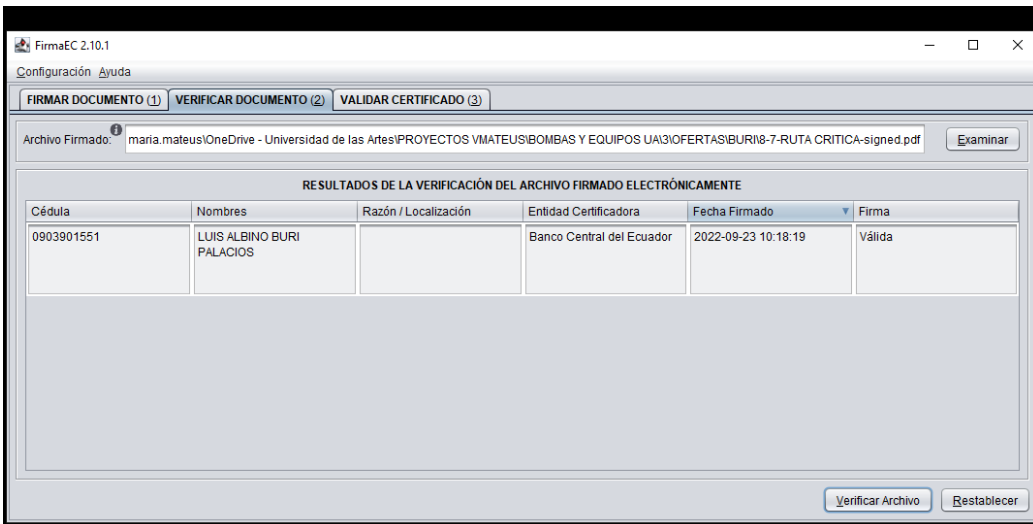 FirmaEC 2.10.1
Configuración Ayuda
FIRMAR DOCUMENTO (1) VERIFICAR DOCUMENTO (2) VALIDAR CERTIFICADO (3)
Archivo Firmado: maria.mateus\OneDrive - Universidad de las Artes\PROYECTOS VMATEUS\BOMBAS Y EQUIPOS UA\3\OFERTAS\BURI\8-7-RUTA CRITICA-signed.pdf Examinar
RESULTADOS DE LA VERIFICACIÓN DEL ARCHIVO FIRMADO ELECTRÓNICAMENTE
Cédula Nombres Razón / Localización Entidad Certificadora Fecha Firmado Firma
0903901551 LUIS ALBINO BURI Banco Central del Ecuador 2022-09-23 10:18:19 Válida
PALACIOS
Verificar Archivo Restablecer